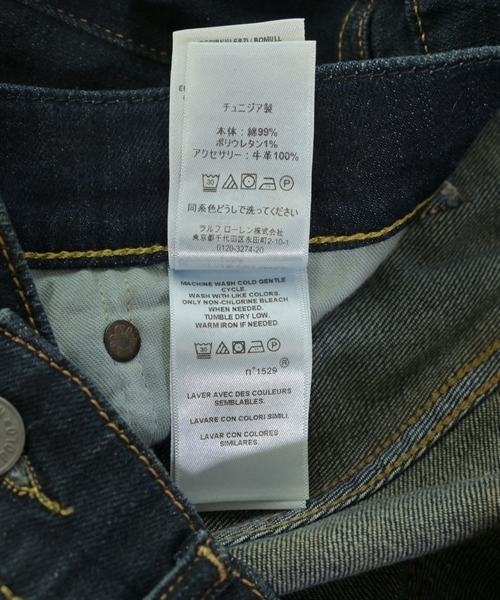 チュニジア製
本体：綿99%
ポリウレタン1%
アクセサリー：牛革100%
30
P
同系色どうしで洗ってください
ラルフ ローレン株式会社
東京都千代田区永田町2-10-1
0120-3274-20
MACHINE WASH COLD GENTLE
CYCLE.
WASH WITH LIKE COLORS.
ONLY NON-CHLORINE BLEACH
WHEN NEEDED.
TUMBLE DRY LOW.
WARM IRON IF NEEDED.
30
P
n°1529 ®
LAVER AVEC DES COULEURS
SEMBLABLES.
LAVARE CON COLORI SIMILI.
LAVAR CON COLORES
SIMILARES.